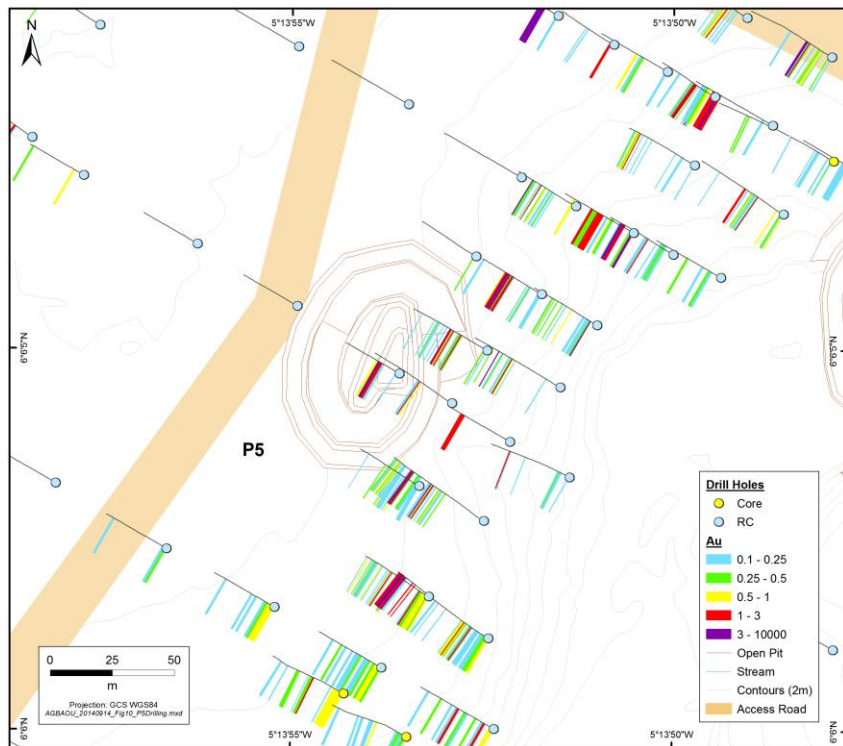 5°13'55"W
5°13'50"W
N
6°6'5"N
6°6'5"N
P5
Drill Holes
Core
RC
Au
0.1 - 0.25
0.25 - 0.5
0.5 - 1
1 - 3
3 - 10000
Open Pit
Stream
Contours (2m)
Access Road
0 25 50
m
Projection: GCS WGS84
AGBAOU_20140914_Fig10_P5Drilling.mxd
6°6'N
6°6'N
5°13'55"W
5°13'50"W